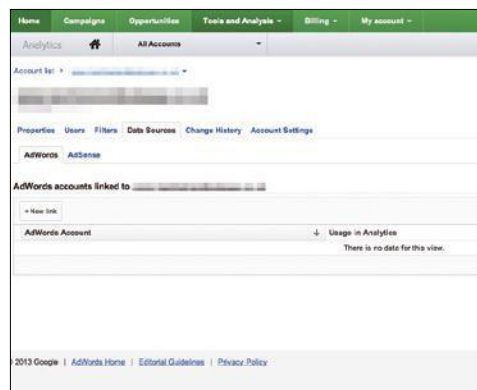 Home Campaigns Opportunities Tools and Analysis Billing My account
Analytics All Accounts
Account list
Properties Users Filters Data Sources Change History Account Settings
AdWords AdSense
AdWords accounts linked to
+ New link
AdWords Account Usage in Analytics
There is no data for this view.
2013 Google | AdWords Home | Editorial Guidelines | Privacy Policy